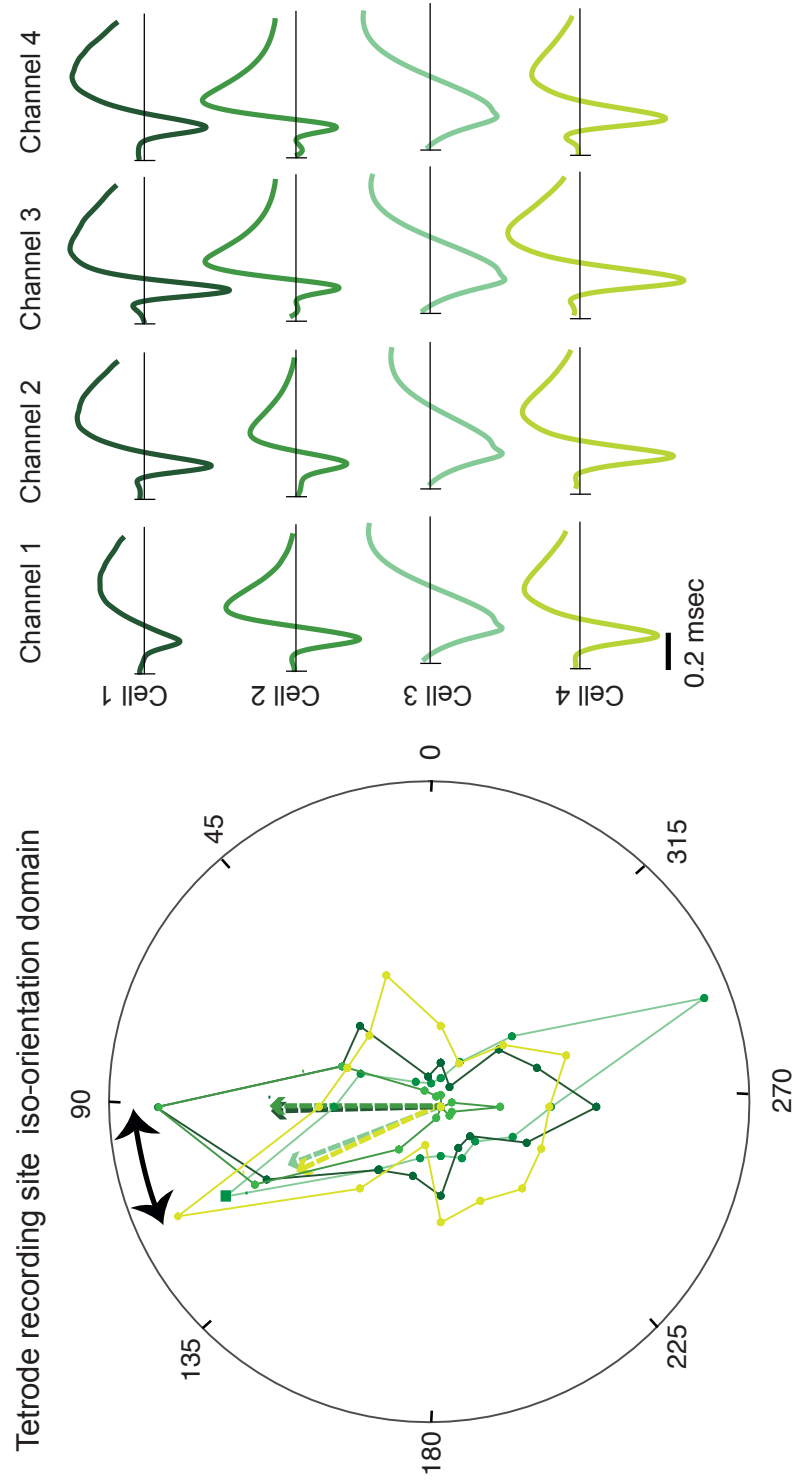 Tetrode recording site iso-orientation domain
0
45
90
135
180
225
270
315
Channel 1
Channel 2
Channel 3
Channel 4
Cell 1
Cell 2
Cell 3
Cell 4
0.2 msec